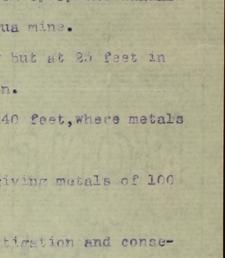 ua mine.
but at 25 feet in
n.
40 feet,where metals
iving metals of 100
tigation and conse-